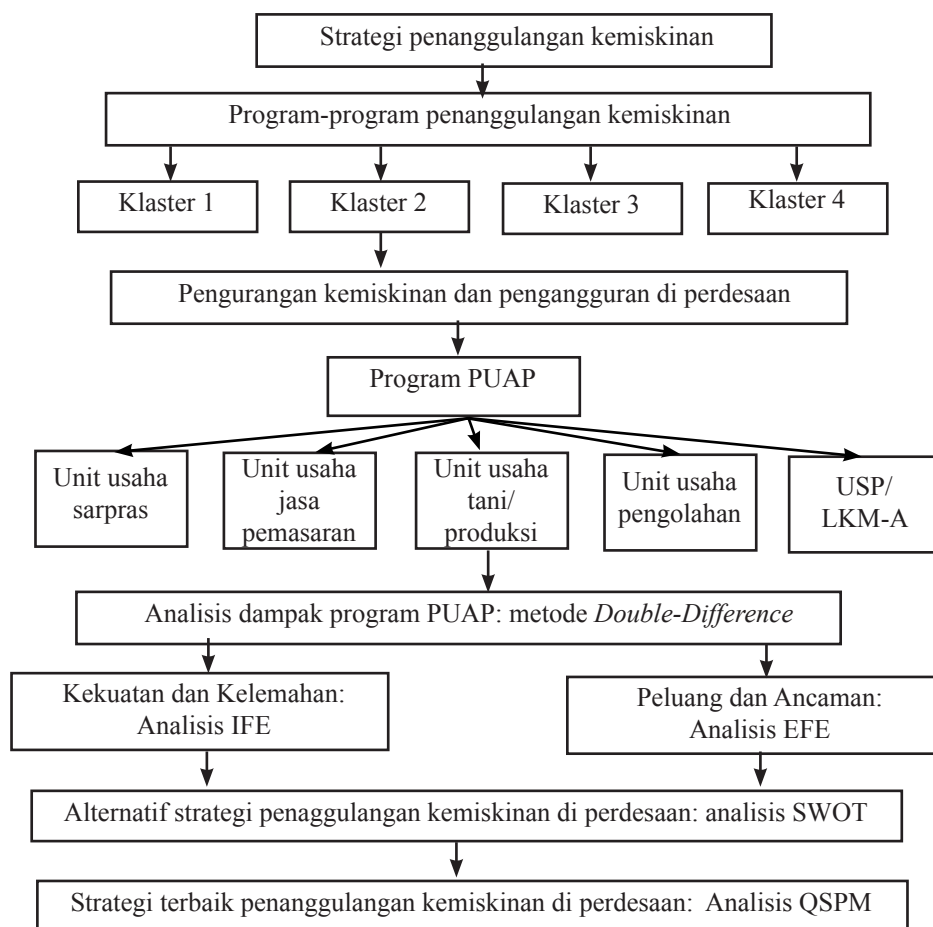 Strategi penanggulangan kemiskinan
Program-program penanggulangan kemiskinan
Klaster 1
Klaster 2
Klaster 3
Klaster 4
Pengurangan kemiskinan dan pengangguran di perdesaan
Program PUAP
Unit usaha
sarpras
Unit usaha
jasa
pemasaran
Unit usaha
tani/
produksi
Unit usaha
pengolahan
USP/
LKM-A
Analisis dampak program PUAP: metode Double-Difference
Kekuatan dan Kelemahan:
Analisis IFE
Peluang dan Ancaman:
Analisis EFE
Alternatif strategi penaggulangan kemiskinan di perdesaan: analisis SWOT
Strategi terbaik penanggulangan kemiskinan di perdesaan: Analisis QSPM